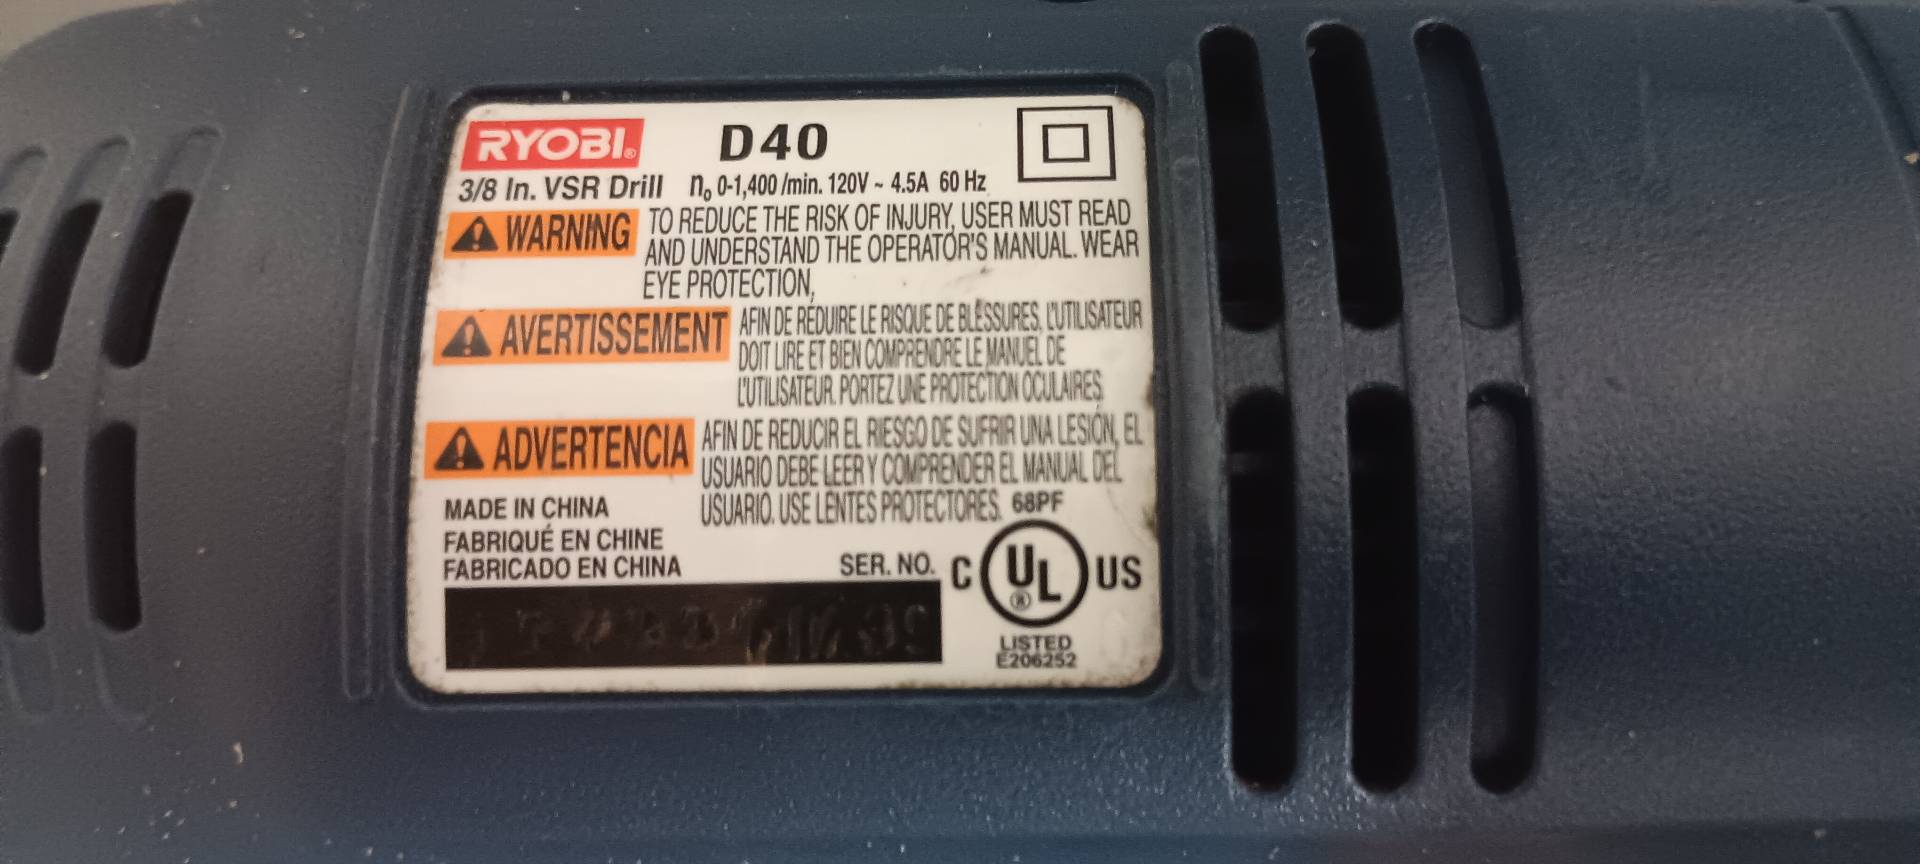 RYOBI® D40
3/8 In. VSR Drill n₀ 0-1,400 /min. 120V ~ 4.5A 60 Hz
WARNING TO REDUCE THE RISK OF INJURY, USER MUST READ
AND UNDERSTAND THE OPERATOR'S MANUAL. WEAR
EYE PROTECTION,
AVERTISSEMENT AFIN DE RÉDUIRE LE RISQUE DE BLESSURES, L'UTILISATEUR
DOIT LIRE ET BIEN COMPRENDRE LE MANUEL DE
L'UTILISATEUR. PORTEZ UNE PROTECTION OCULAIRES.
ADVERTENCIA AFIN DE REDUCIR EL RIESGO DE SUFRIR UNA LESIÓN, EL
USUARIO DEBE LEER Y COMPRENDER EL MANUAL DEL
USUARIO. USE LENTES PROTECTORES. 68PF
MADE IN CHINA
FABRIQUÉ EN CHINE
FABRICADO EN CHINA
SER. NO.
C UL® US
LISTED
E206252